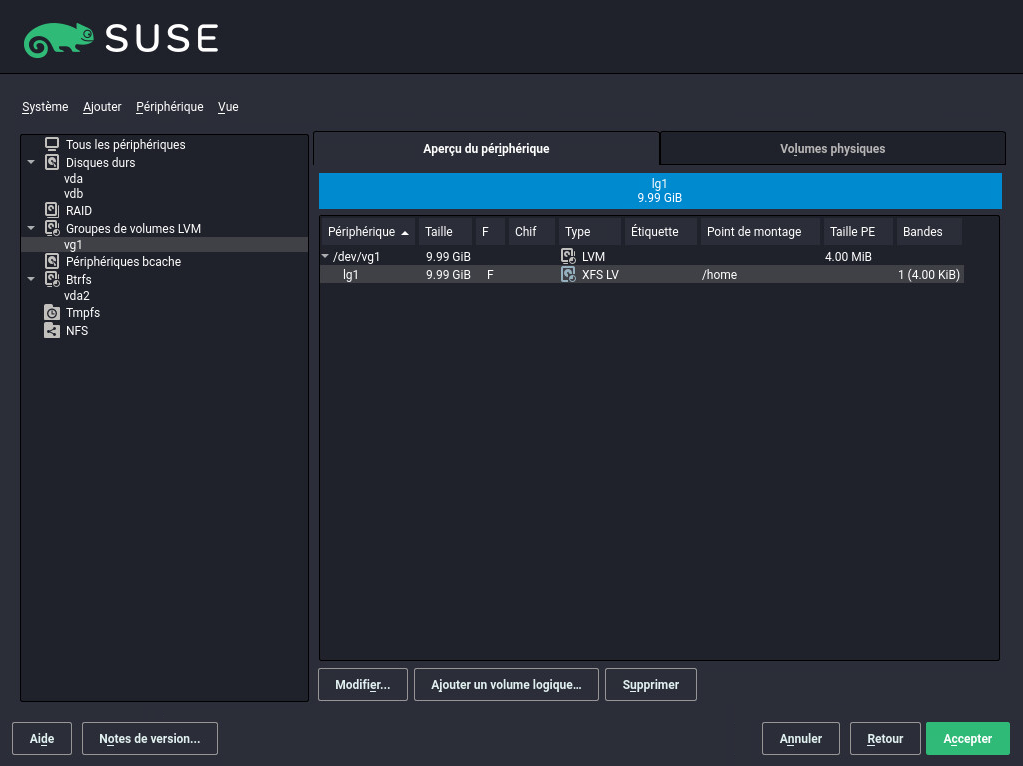 SUSE
Système Ajouter Périphérique Vue
Tous les périphériques
Disques durs
vda
vdb
RAID
Groupes de volumes LVM
vg1
Périphériques bcache
Btrfs
vda2
Tmpfs
NFS
Aperçu du périphérique Volumes physiques
lg1
9.99 GiB
Périphérique Taille F Chif Type Étiquette Point de montage Taille PE Bandes
/dev/vg1 9.99 GiB LVM 4.00 MiB
lg1 9.99 GiB F XFS LV /home 1 (4.00 KiB)
Modifier... Ajouter un volume logique... Supprimer
Aide Notes de version... Annuler Retour Accepter